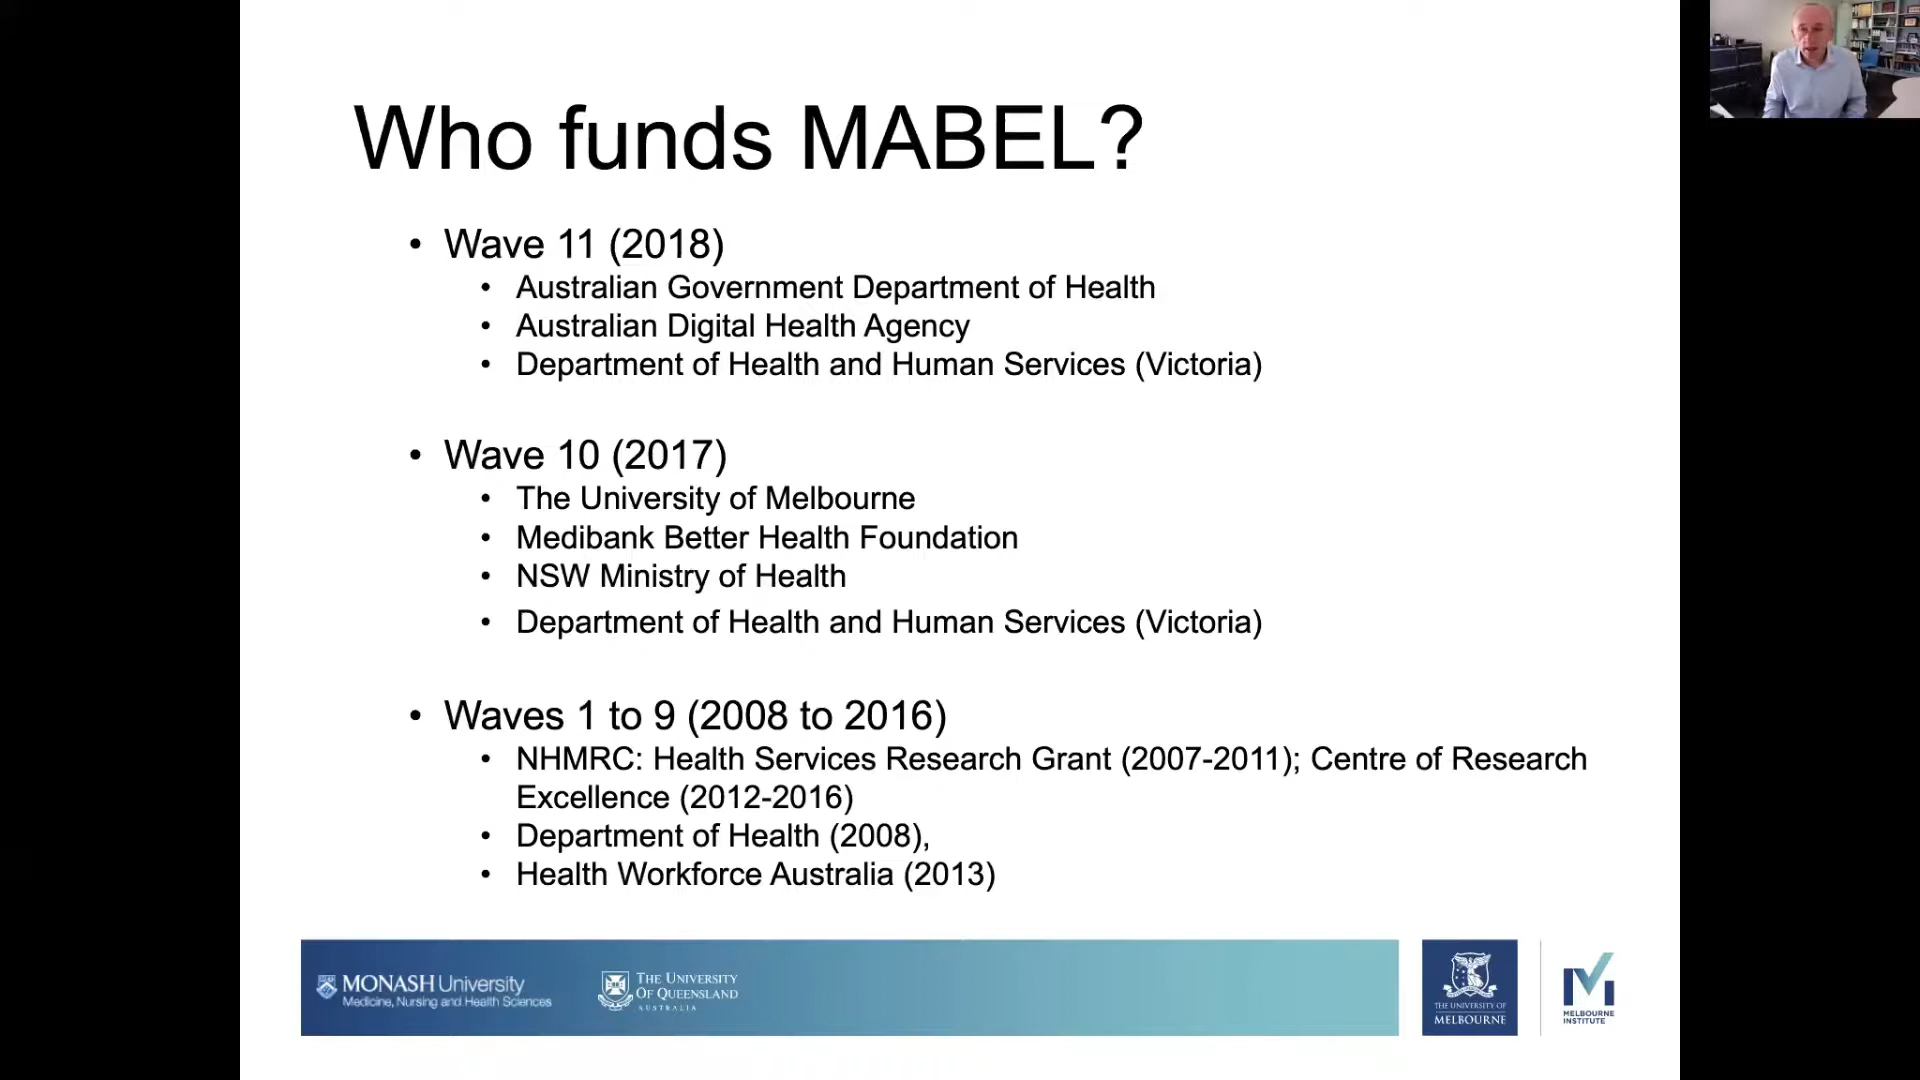 Who funds MABEL?
• Wave 11 (2018)
• Australian Government Department of Health
• Australian Digital Health Agency
• Department of Health and Human Services (Victoria)
• Wave 10 (2017)
• The University of Melbourne
• Medibank Better Health Foundation
• NSW Ministry of Health
• Department of Health and Human Services (Victoria)
• Waves 1 to 9 (2008 to 2016)
• NHMRC: Health Services Research Grant (2007-2011); Centre of Research
Excellence (2012-2016)
• Department of Health (2008),
• Health Workforce Australia (2013)
MONASH University
Medicine, Nursing and Health Sciences
THE UNIVERSITY
OF QUEENSLAND
AUSTRALIA
THE UNIVERSITY OF
MELBOURNE
MELBOURNE
INSTITUTE